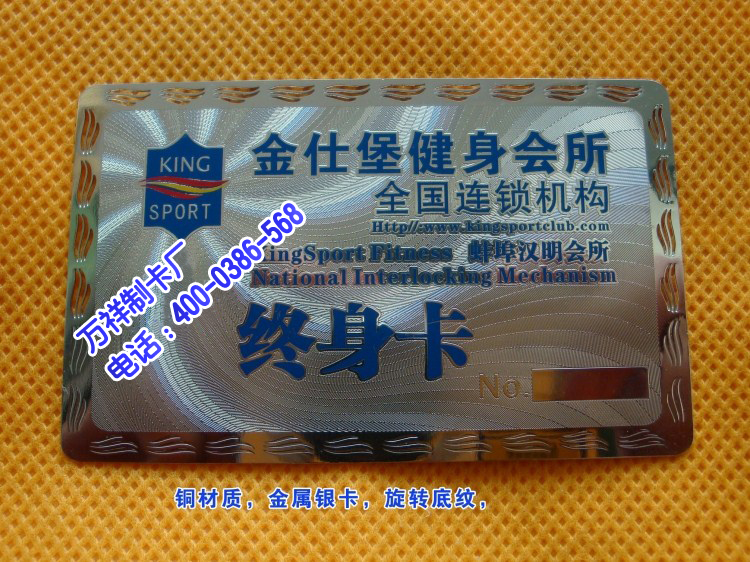 KING
SPORT
金仕堡健身会所
全国连锁机构
Http//www.kingsportclub.com
KingSport Fitness 蚌埠汉明会所
National Interlocking Mechanism
终身卡
No.
万祥制卡厂
电话：400-0386-568
铜材质，金属银卡，旋转底纹，